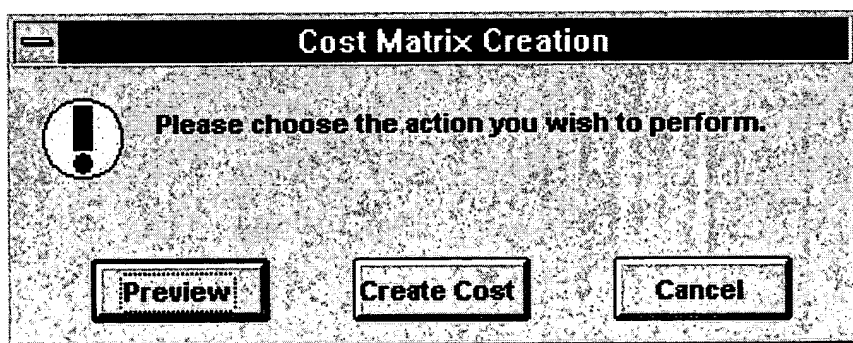 Cost Matrix Creation
Please choose the action you wish to perform.
Preview
Create Cost
Cancel